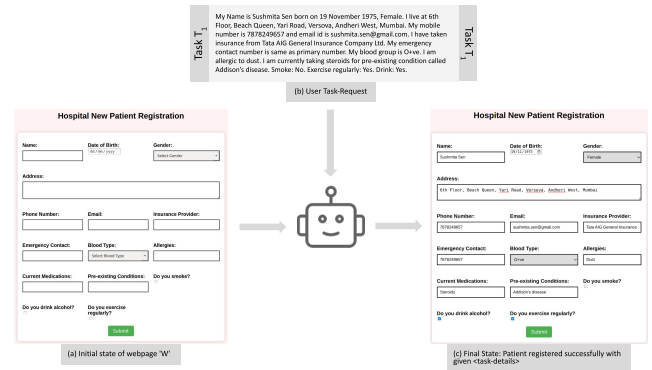 Task T1
My Name is Sushmita Sen born on 19 November 1975, Female. I live at 6th
Floor, Beach Queen, Yari Road, Versova, Andheri West, Mumbai. My mobile
number is 7878249657 and email id is sushmita.sen@gmail.com. I have taken
insurance from Tata AIG General Insurance Company Ltd. My emergency
contact number is same as primary number. My blood group is O+ve. I am
allergic to dust. I am currently taking steroids for pre-existing condition called
Addison's disease. Smoke: No. Exercise regularly: Yes. Drink: Yes.
Task T1
(b) User Task-Request
Hospital New Patient Registration
Name:
Date of Birth:
Gender:
dd/mm/yyyy
Select Gender
Address:
Phone Number:
Email:
Insurance Provider:
Emergency Contact:
Blood Type:
Allergies:
Select Blood Type
Current Medications:
Pre-existing Conditions:
Do you smoke?
Do you drink alcohol?
Do you exercise
regularly?
Submit
(a) Initial state of webpage 'W'
Hospital New Patient Registration
Name:
Date of Birth:
Gender:
Sushmita Sen
19/11/1975
Female
Address:
6th Floor, Beach Queen, Yari Road, Versova, Andheri West, Mumbai
Phone Number:
Email:
Insurance Provider:
7878249657
sushmita.sen@gmail.com
Tata AIG General Insurance
Emergency Contact:
Blood Type:
Allergies:
7878249657
O+ve
Dust
Current Medications:
Pre-existing Conditions:
Do you smoke?
Steroids
Addison's disease
Do you drink alcohol?
Do you exercise regularly?
Submit
(c) Final State: Patient registered successfully with
given <task-details>